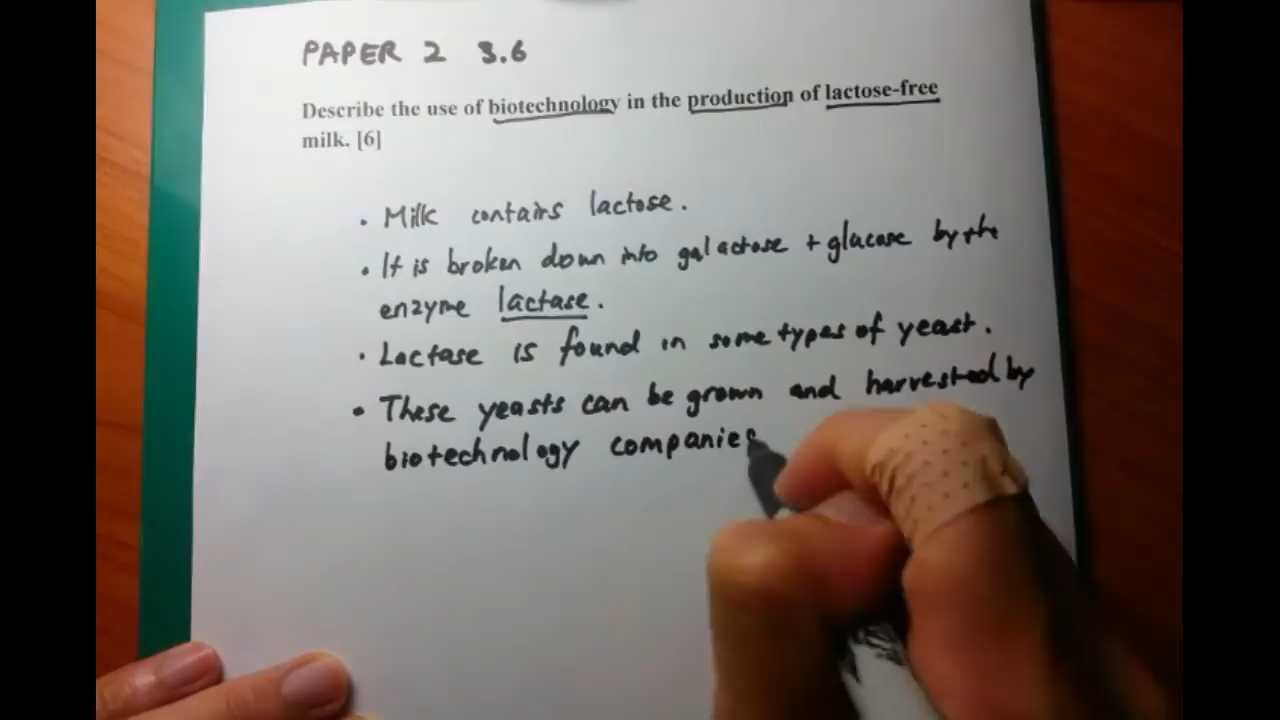 PAPER 2 3.6
Describe the use of biotechnology in the production of lactose-free
milk. [6]
• Milk contains lactose.
• It is broken down into galactose + glucose by the
enzyme lactase.
• Lactase is found in some types of yeast.
• These yeasts can be grown and harvested by
biotechnology companies